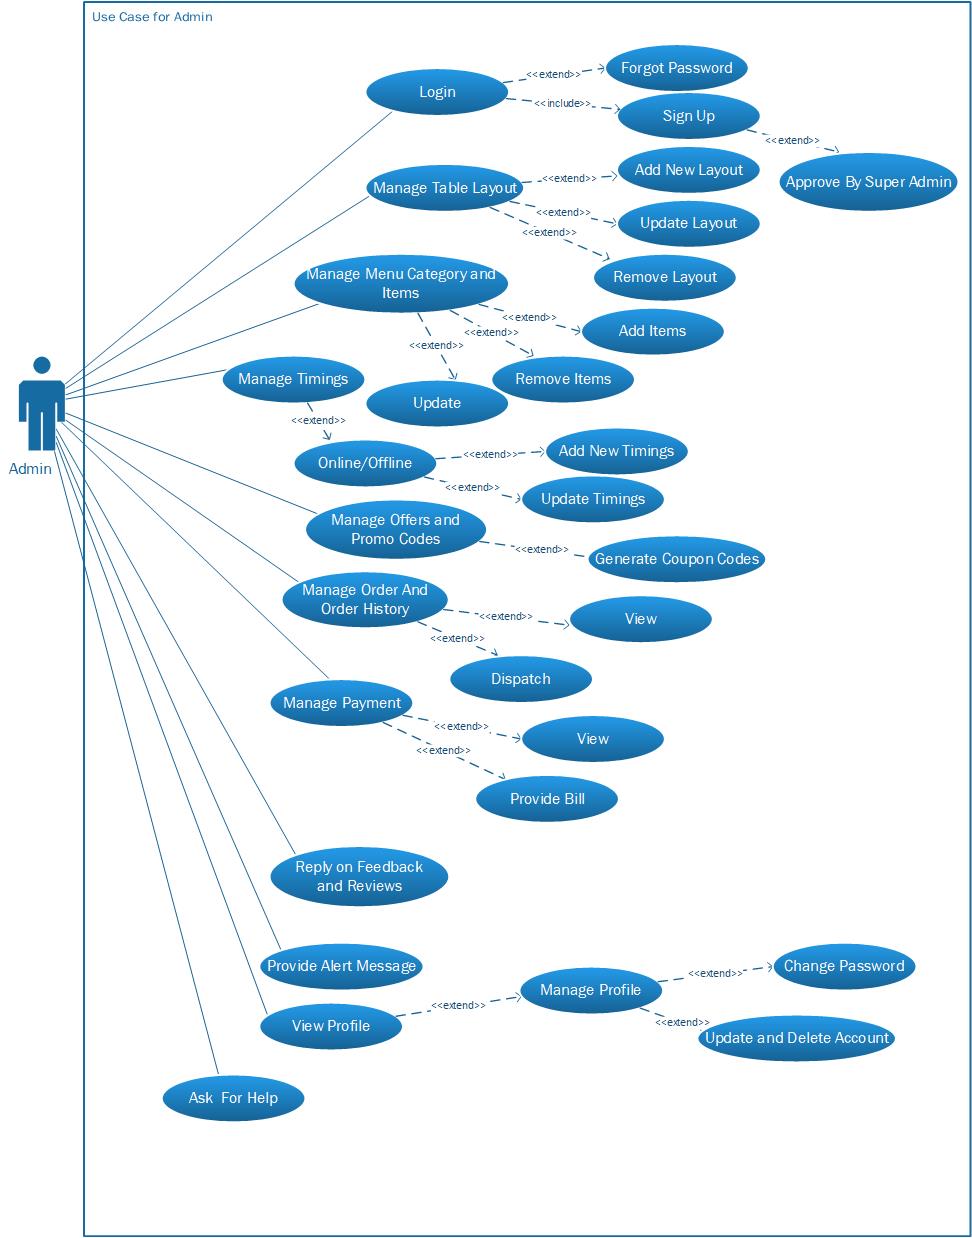 Use Case for Admin
Forgot Password
<<extend>>
Login
<<include>>
Sign Up
<<extend>>
Approve By Super Admin
Add New Layout
<<extend>>
Manage Table Layout
<<extend>>
Update Layout
<<extend>>
Remove Layout
Manage Menu Category and
Items
<<extend>>
Add Items
<<extend>>
<<extend>>
Remove Items
Manage Timings
Update
<<extend>>
Admin
Online/Offline
<<extend>>
Add New Timings
<<extend>>
Update Timings
Manage Offers and
Promo Codes
<<extend>>
Generate Coupon Codes
Manage Order And
Order History
<<extend>>
View
<<extend>>
Dispatch
Manage Payment
<<extend>>
View
<<extend>>
Provide Bill
Reply on Feedback
and Reviews
Provide Alert Message
Change Password
<<extend>>
Manage Profile
<<extend>>
View Profile
<<extend>>
Update and Delete Account
Ask  For Help